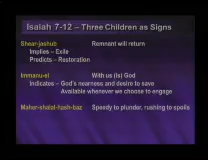 Isaiah 7-12 – Three Children as Signs
Shear-jashub Remnant will return
Implies – Exile
Predicts – Restoration
Immanu-el With us (is) God
Indicates – God's nearness and desire to save
Available whenever we choose to engage
Maher-shalal-hash-baz Speedy to plunder, rushing to spoils